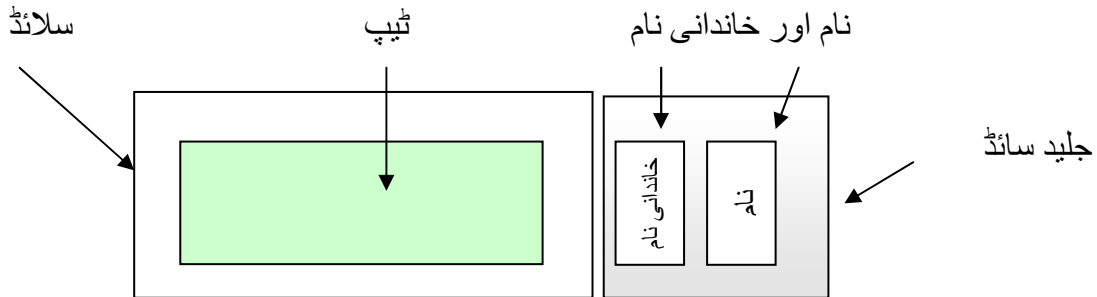 نام اور خاندانی نام
ٹیپ
سلائڈ
جلید سائڈ
نام
خاندانی نام